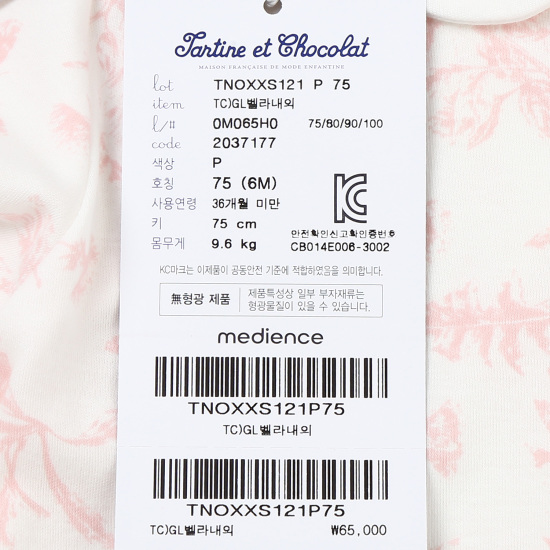 Tartine et Chocolat
MAISON FRANÇAISE DE MODE ENFANTINE
lot TNOXXS121 P 75
item TC)GL벨라내의
l/# 0M065H0 75/80/90/100
code 2037177
색상 P
호칭 75 (6M)
사용연령 36개월 미만
키 75 cm
몸무게 9.6 kg
안전확인신고확인증번호
CB014E006-3002
KC마크는 이제품이 공통안전 기준에 적합하였음을 의미합니다.
無형광 제품 제품특성상 일부 부자재류는
형광물질이 있을 수 있습니다.
medience
TNOXXS121P75
TC)GL벨라내의
TNOXXS121P75
TC)GL벨라내의 ₩65,000